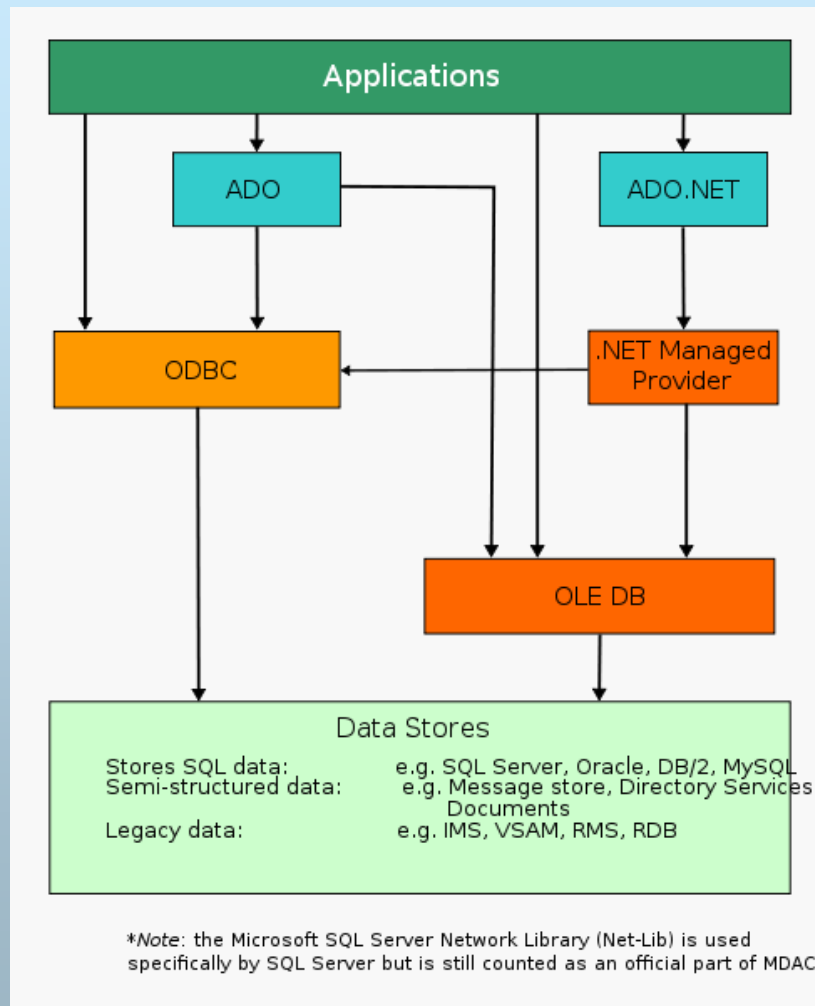 Applications
ADO
ADO.NET
ODBC
.NET Managed
Provider
OLE DB
Data Stores
Stores SQL data: e.g. SQL Server, Oracle, DB/2, MySQL
Semi-structured data: e.g. Message store, Directory Services
Documents
Legacy data: e.g. IMS, VSAM, RMS, RDB
*Note: the Microsoft SQL Server Network Library (Net-Lib) is used
specifically by SQL Server but is still counted as an official part of MDAC